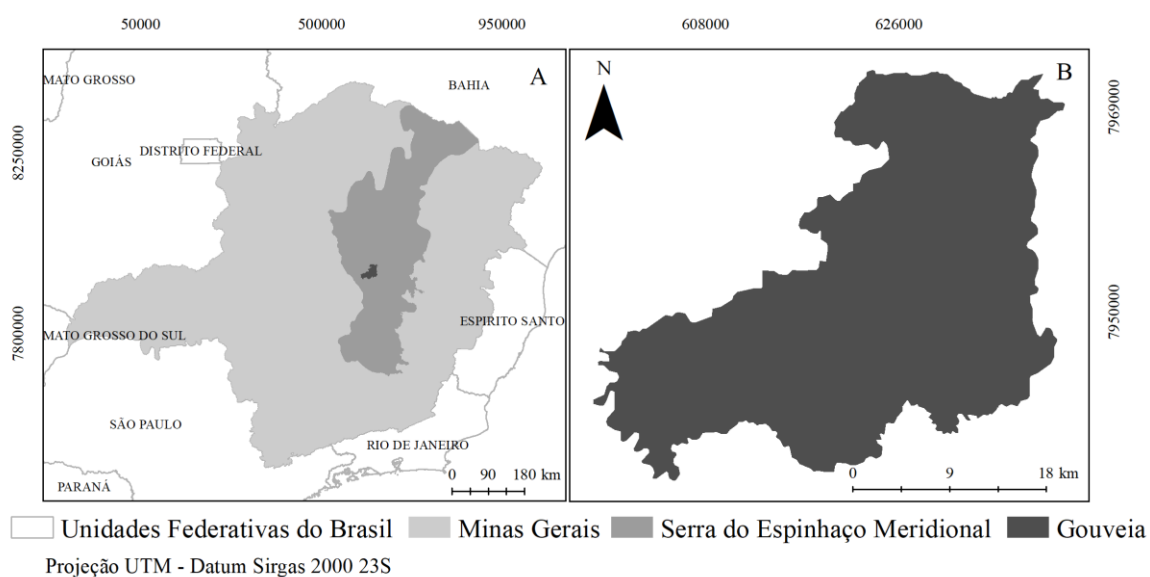 50000 500000 950000 608000 626000
A N B
MATO GROSSO
BAHIA
7969000
8250000
GOIÁS DISTRITO FEDERAL
7950000
7800000
MATO GROSSO DO SUL ESPIRITO SANTO
SÃO PAULO
RIO DE JANEIRO
0 90 180 km 0 9 18 km
PARANÁ
Unidades Federativas do Brasil Minas Gerais Serra do Espinhaço Meridional Gouveia
Projeção UTM - Datum Sirgas 2000 23S